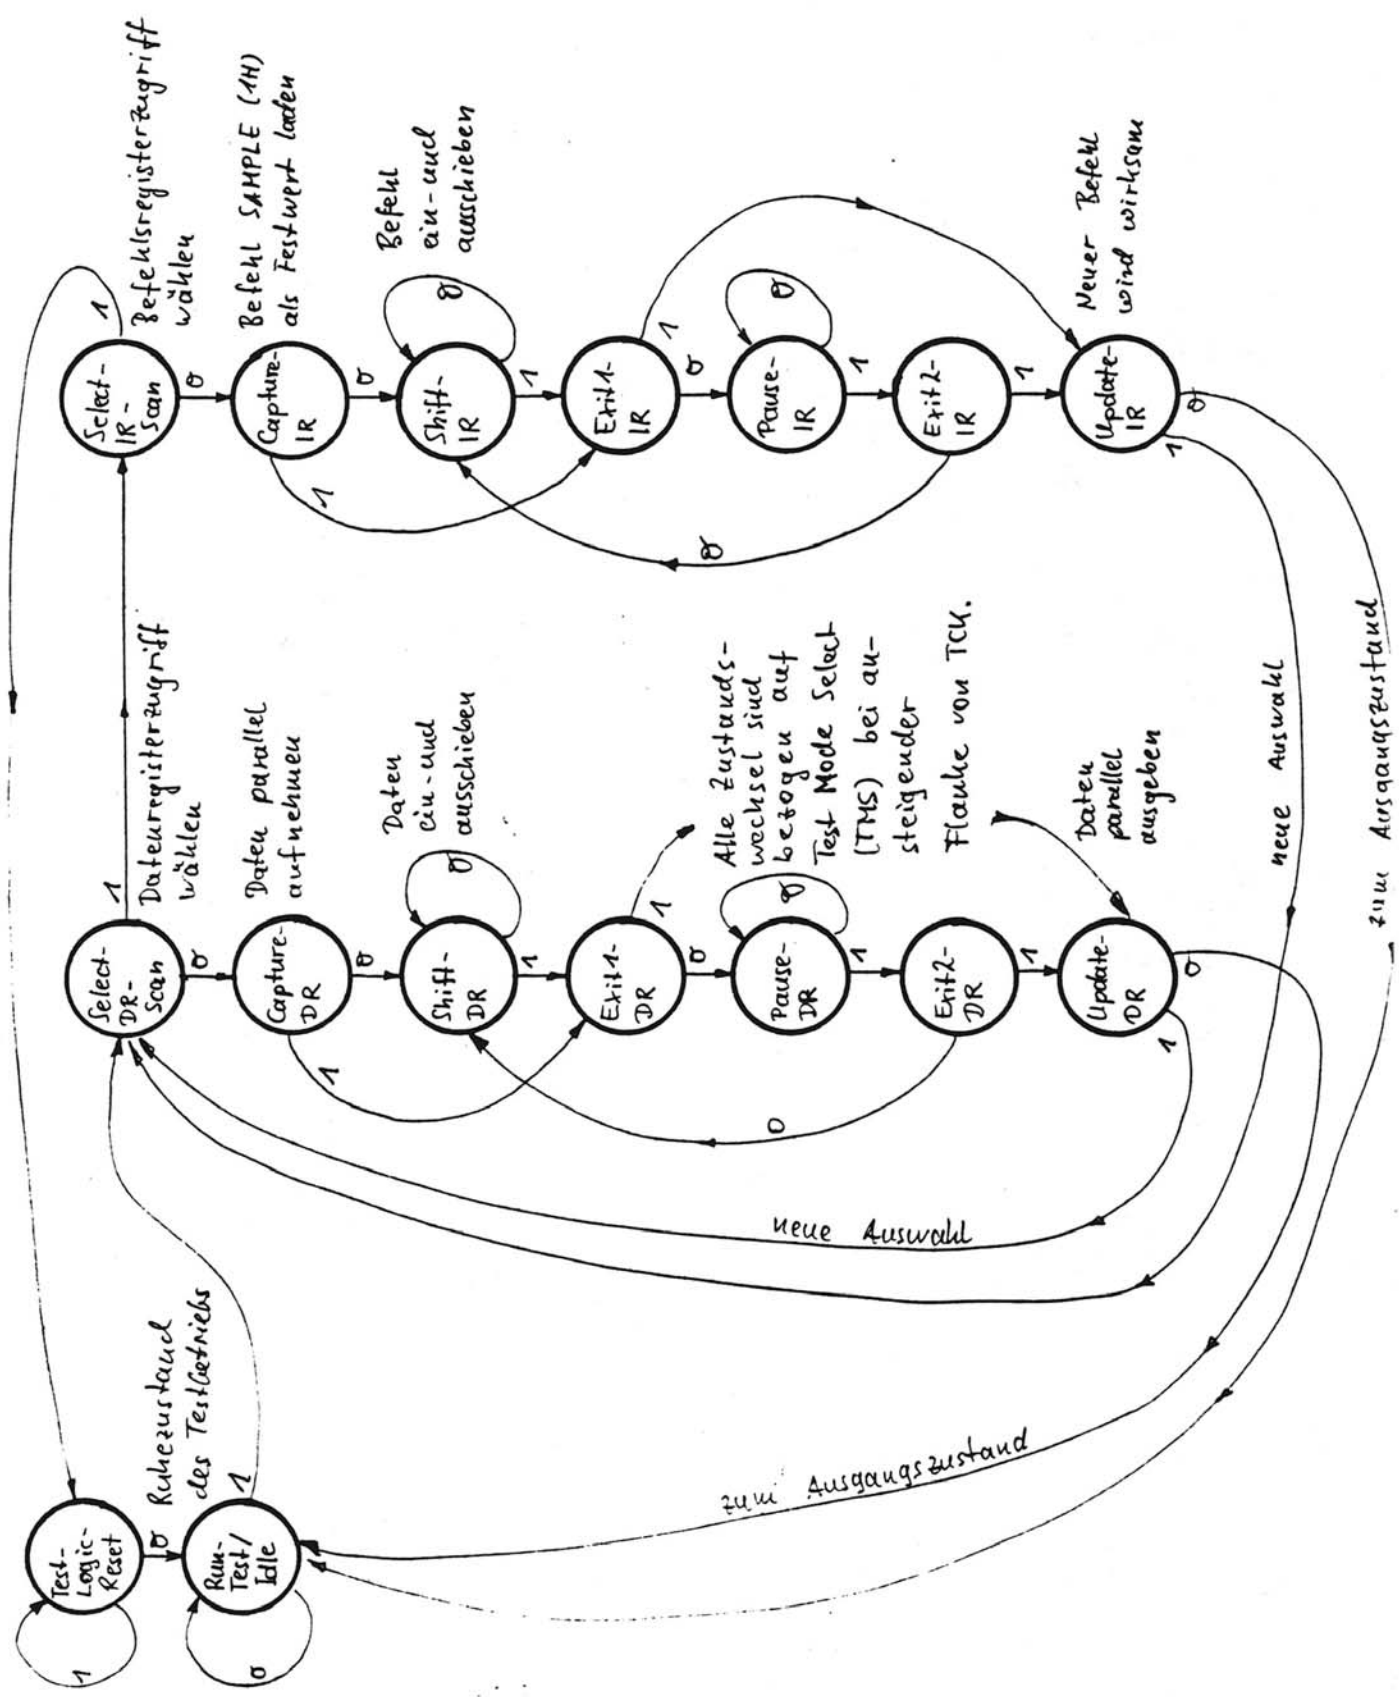 Test-
Logic-
Reset
1
0
Ruhezustand
des Testbetriebs
Run-
Test/
Idle
0
1
Select-
DR-
Scan
1
Datenregisterzugriff
wählen
0
Capture-
DR
Daten parallel
aufnehmen
0
1
Shift-
DR
0
Daten
ein- und
ausschieben
1
Exit1-
DR
1
0
Pause-
DR
0
1
Alle Zustands-
wechsel sind
bezogen auf
Test Mode Select
(TMS) bei an-
steigender
Flanke von TCK.
Exit2-
DR
0
1
Update-
DR
Daten
parallel
ausgeben
1
0
neue Auswahl
zum Ausgangszustand
Select-
IR-
Scan
1
Befehlsregisterzugriff
wählen
0
Capture-
IR
Befehl SAMPLE (1H)
als Festwert laden
0
1
Shift-
IR
0
Befehl
ein- und
ausschieben
1
Exit1-
IR
1
0
Pause-
IR
0
1
Exit2-
IR
0
1
Update-
IR
Neuer Befehl
wird wirksam
1
0
neue Auswahl
zum Ausgangszustand